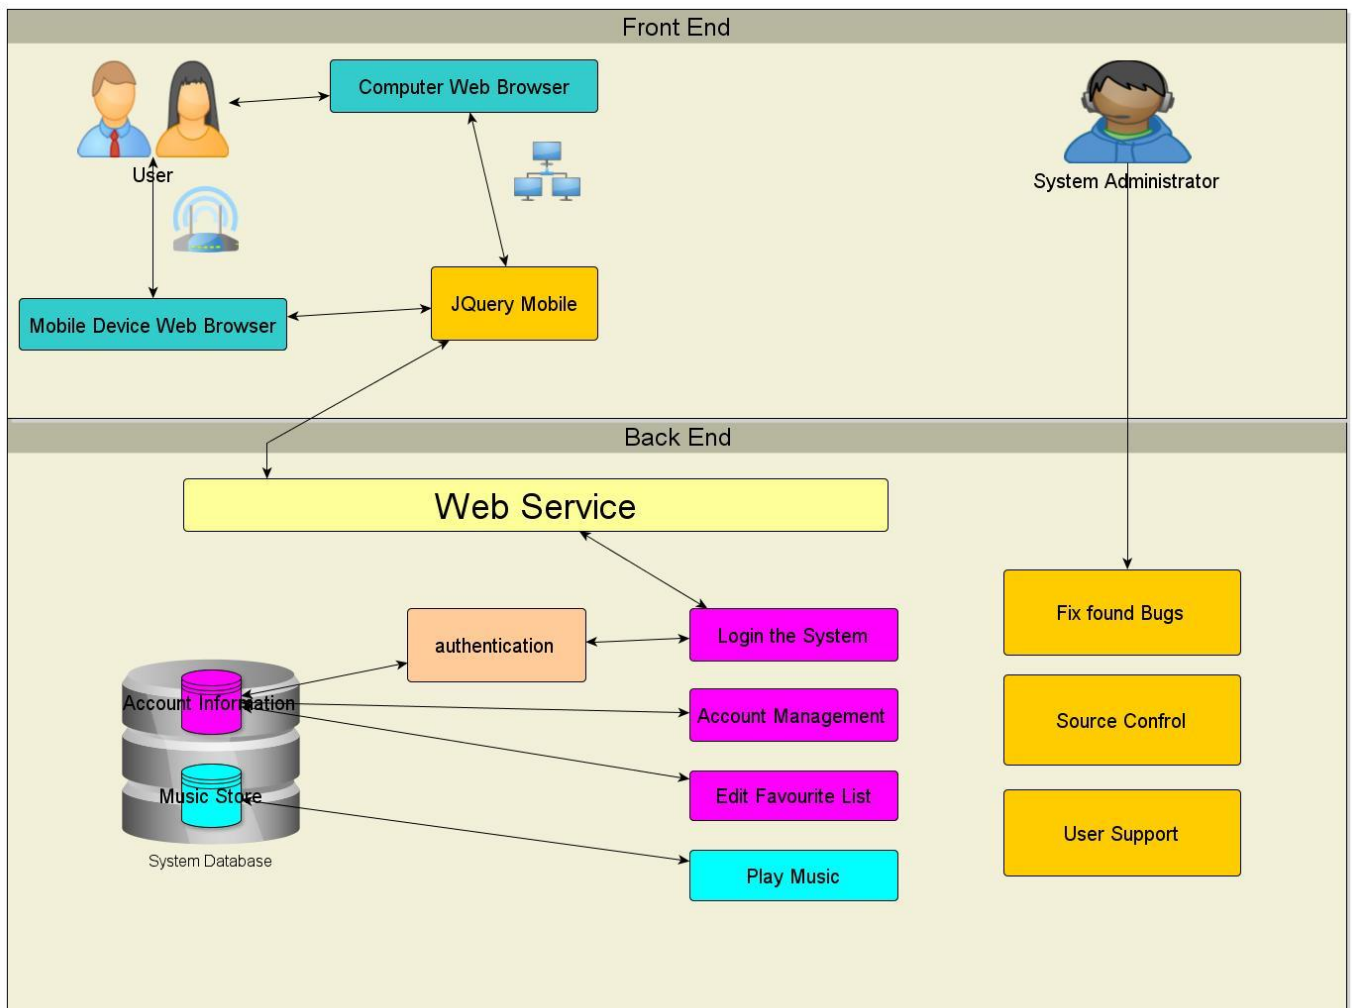 Front End
Computer Web Browser
User
System Administrator
JQuery Mobile
Mobile Device Web Browser
Back End
Web Service
Fix found Bugs
authentication
Login the System
Account Information
Account Management
Source Confrol
Music Store
Edit Favourite List
User Support
System Database
Play Music